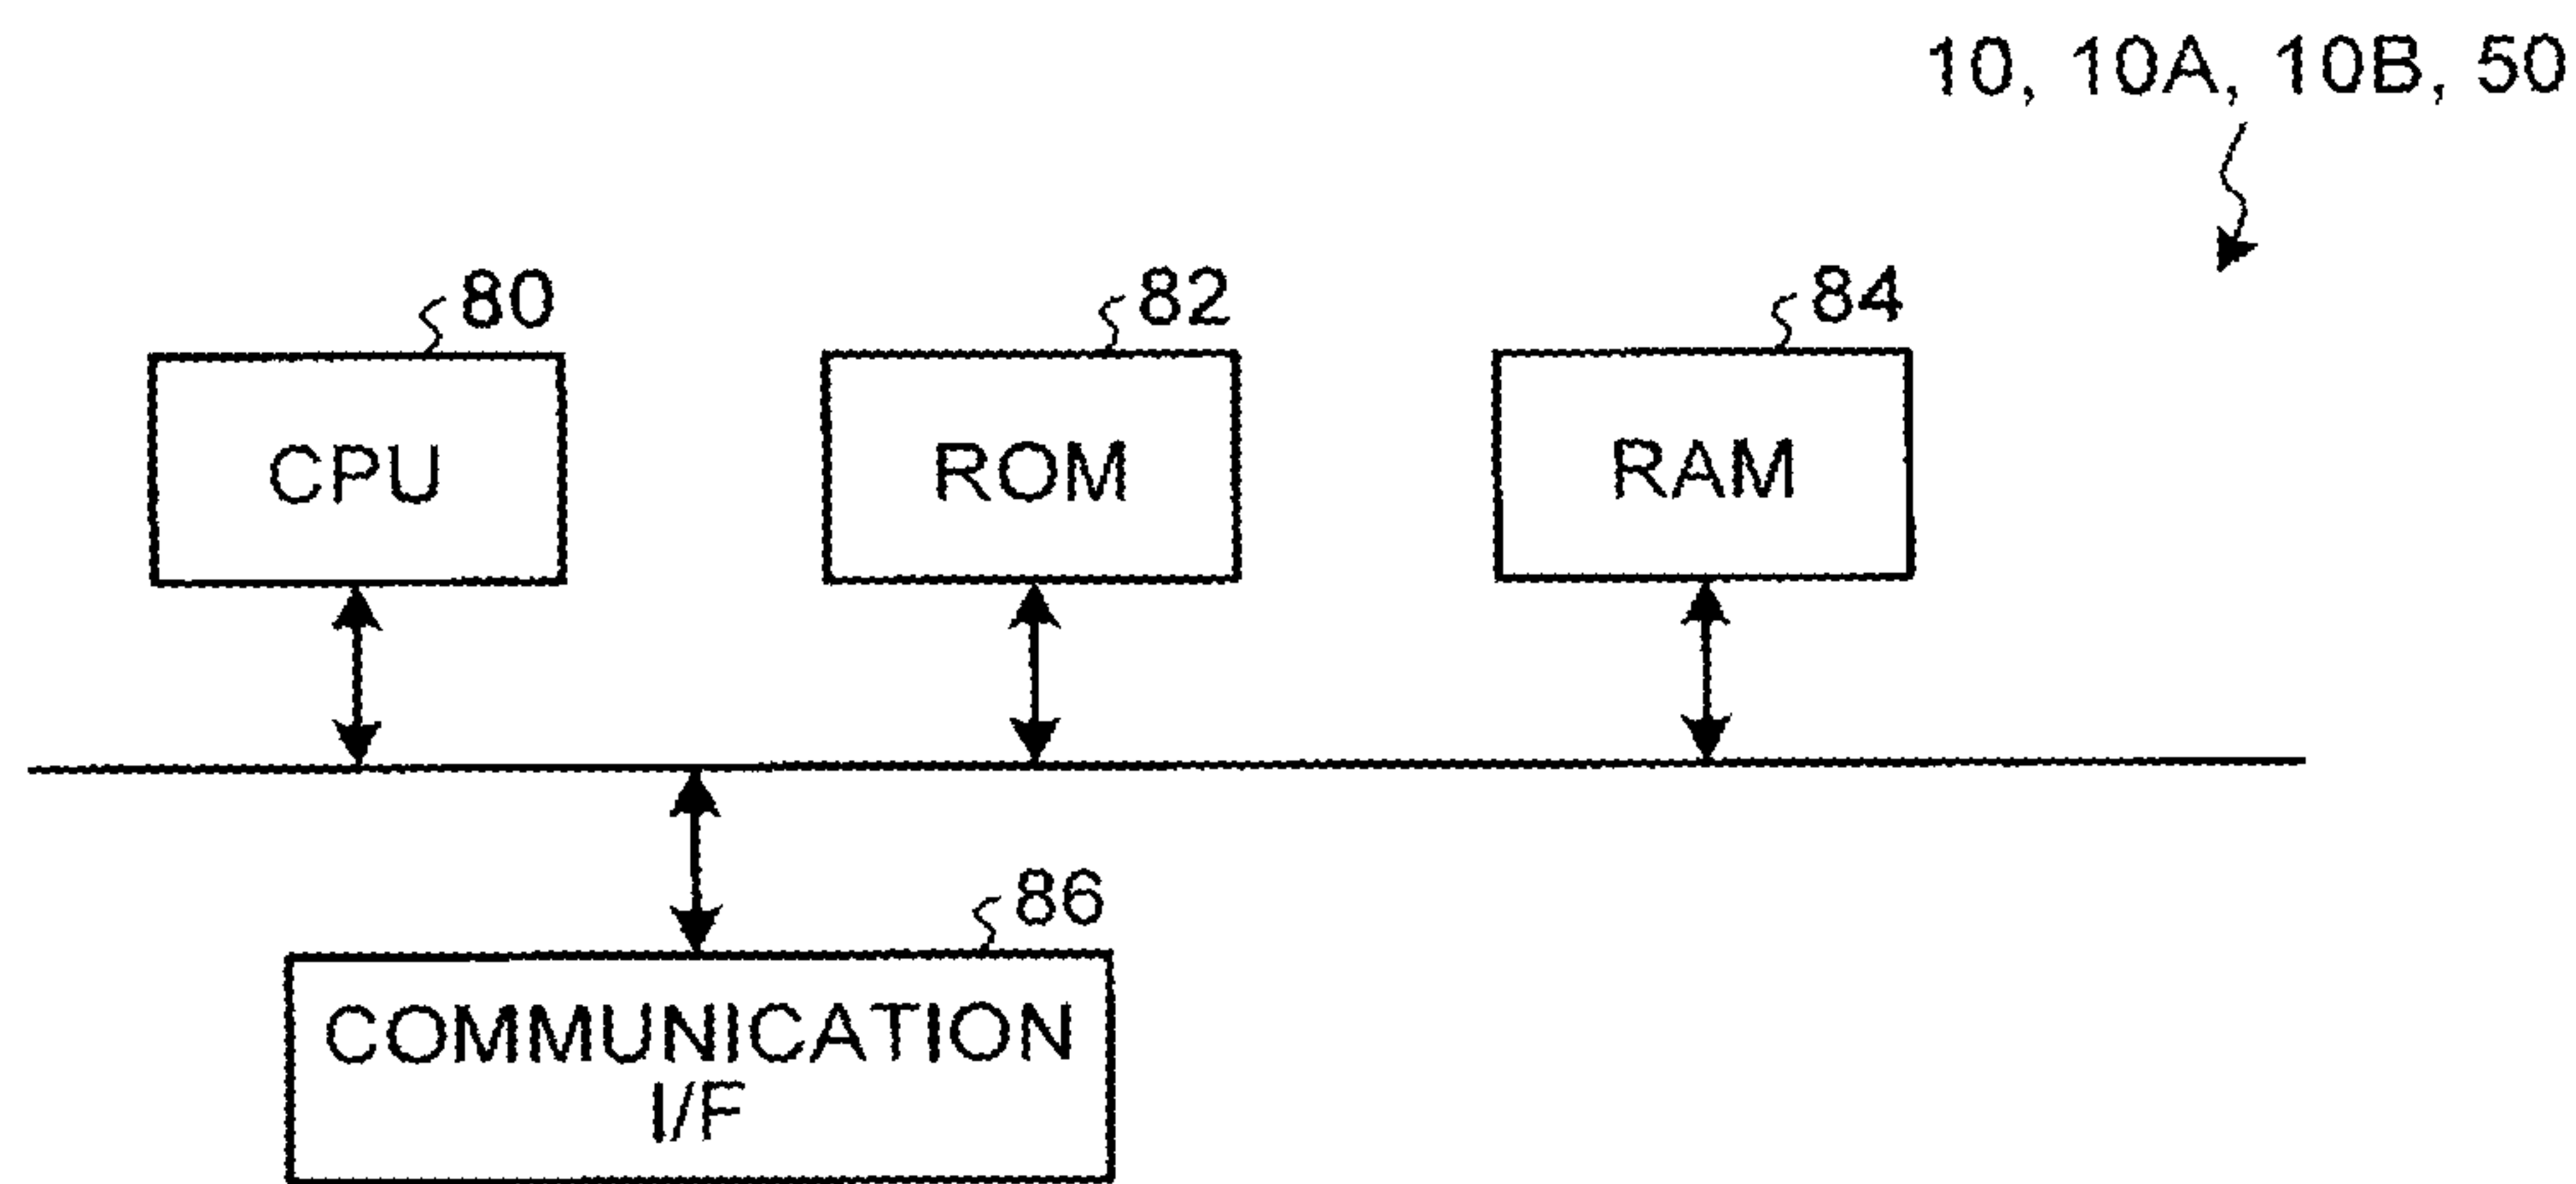 10, 10A, 10B, 50
80
82
84
CPU
ROM
RAM
86
COMMUNICATION
I/F